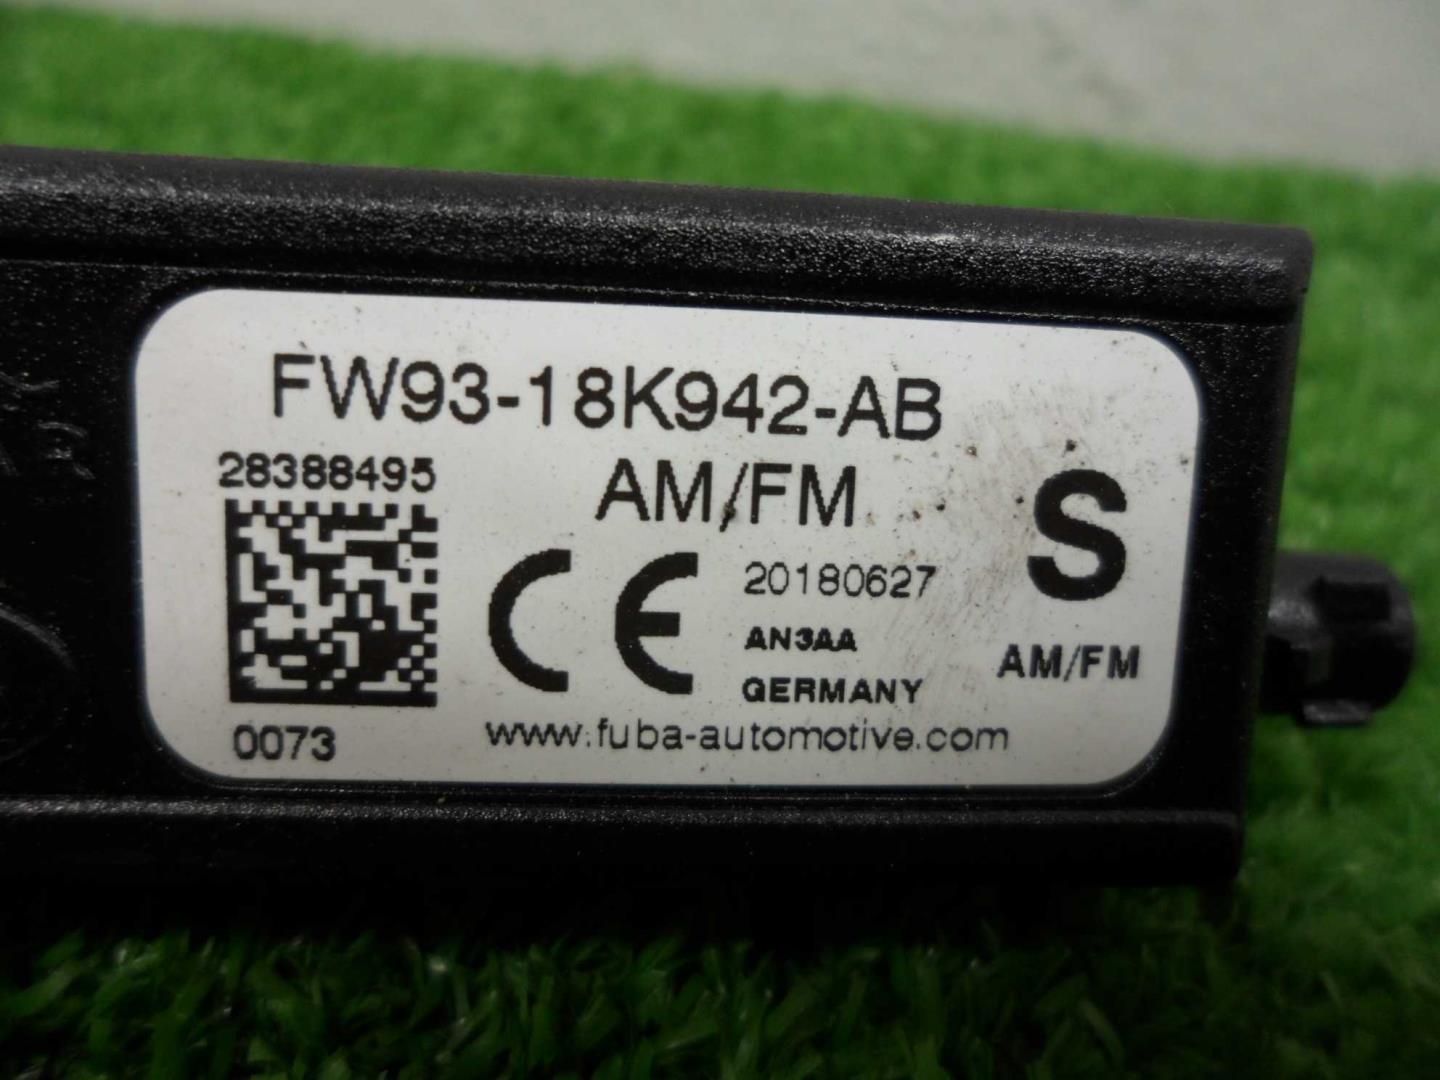 FW93-18K942-AB
28388495
AM/FM
S
CE
20180627
AN3AA
AM/FM
GERMANY
www.fuba-automotive.com
0073